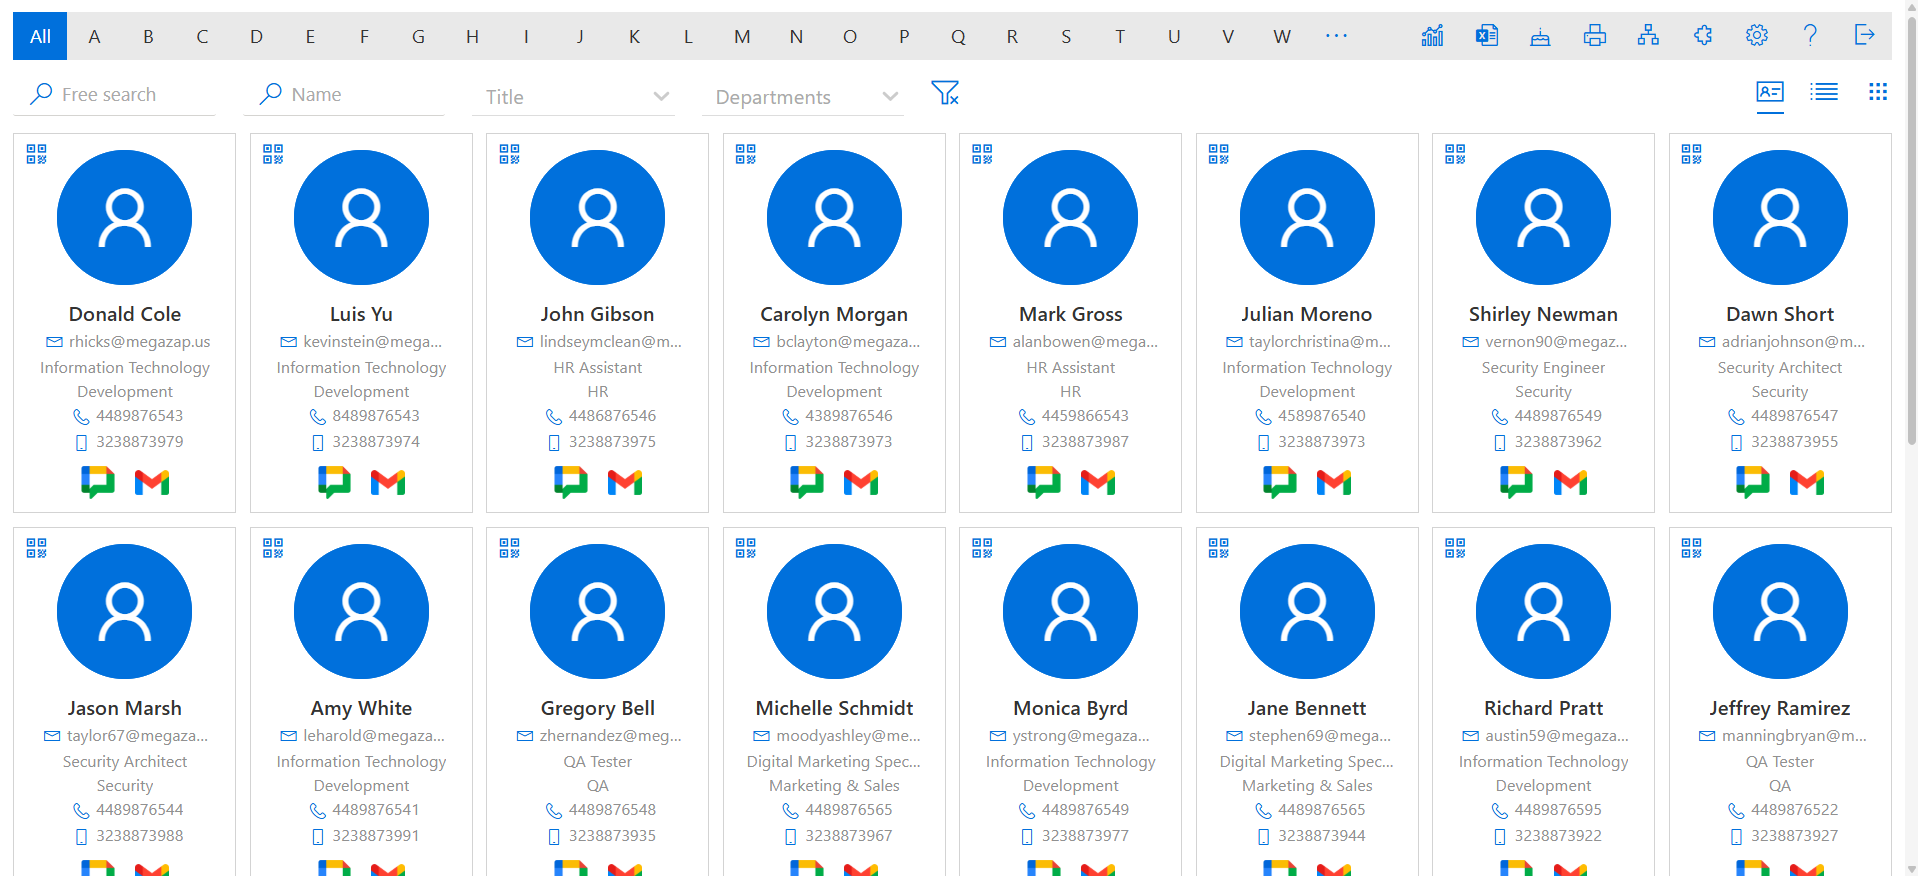 All A B C D E F G H I J K L M N O P Q R S T U V W ...
Free search Name Title Departments
Donald Cole
rhicks@megazap.us
Information Technology
Development
4489876543
3238873979
Luis Yu
kevinstein@mega...
Information Technology
Development
8489876543
3238873974
John Gibson
lindseymclean@m...
HR Assistant
HR
4486876546
3238873975
Carolyn Morgan
bclayton@megaza...
Information Technology
Development
4389876546
3238873973
Mark Gross
alanbowen@mega...
HR Assistant
HR
4459866543
3238873987
Julian Moreno
taylorchristina@m...
Information Technology
Development
4589876540
3238873973
Shirley Newman
vernon90@megaz...
Security Engineer
Security
4489876549
3238873962
Dawn Short
adrianjohnson@m...
Security Architect
Security
4489876547
3238873955
Jason Marsh
taylor67@megaza...
Security Architect
Security
4489876544
3238873988
Amy White
leharold@megaza...
Information Technology
Development
4489876541
3238873991
Gregory Bell
zhernandez@meg...
QA Tester
QA
4489876548
3238873935
Michelle Schmidt
moodyashley@me...
Digital Marketing Spec...
Marketing & Sales
4489876565
3238873967
Monica Byrd
ystrong@megaza...
Information Technology
Development
4489876549
3238873977
Jane Bennett
stephen69@mega...
Digital Marketing Spec...
Marketing & Sales
4489876565
3238873944
Richard Pratt
austin59@megaza...
Information Technology
Development
4489876595
3238873922
Jeffrey Ramirez
manningbryan@m...
QA Tester
QA
4489876522
3238873927